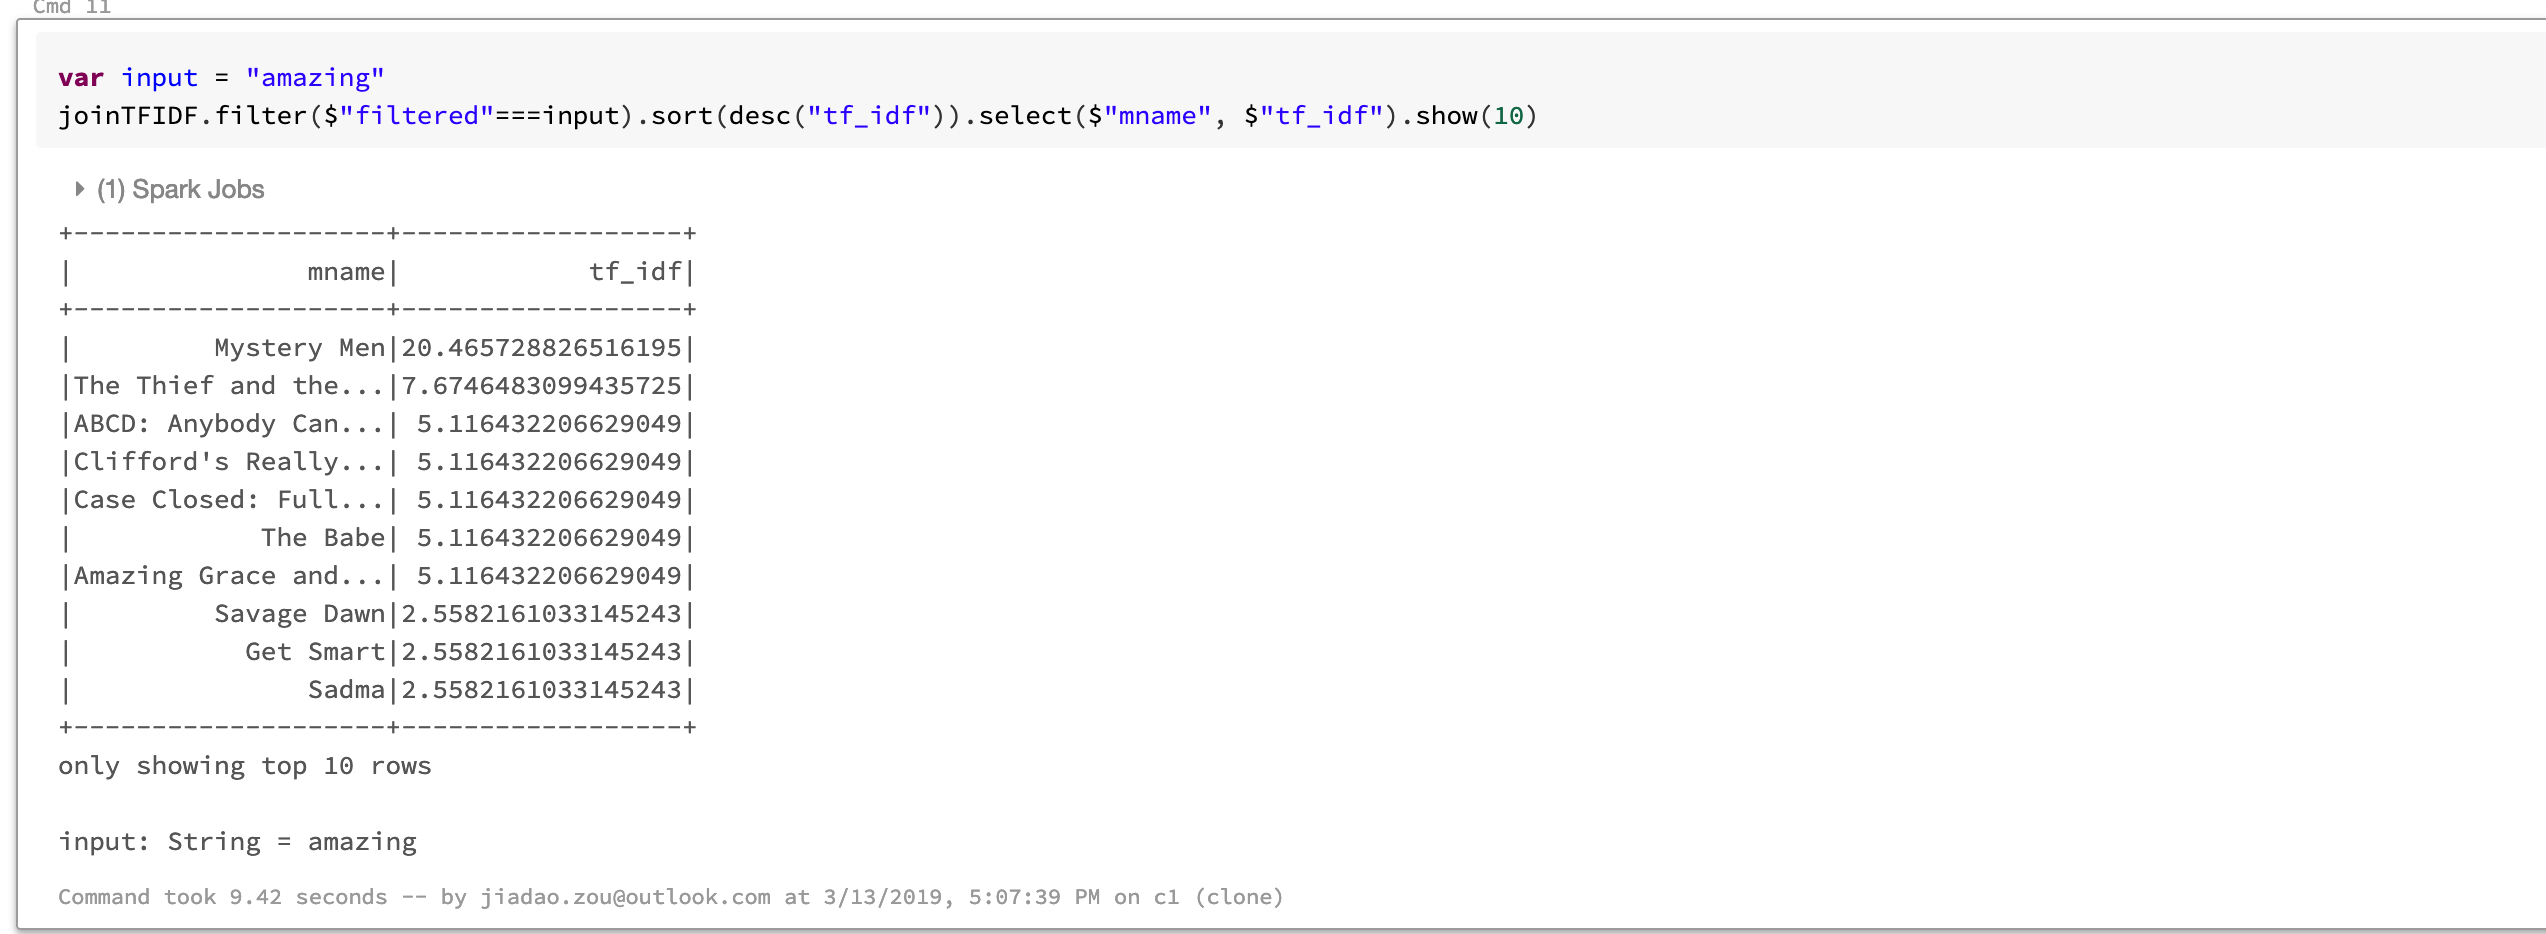 Cmd 11
var input = "amazing"
joinTFIDF.filter($"filtered"===input).sort(desc("tf_idf")).select($"mname", $"tf_idf").show(10)
(1) Spark Jobs
+--------------------+------------------+
|               mname|            tf_idf|
+--------------------+------------------+
|         Mystery Men|20.465728826516195|
|The Thief and the...|7.6746483099435725|
|ABCD: Anybody Can...| 5.116432206629049|
|Clifford's Really...| 5.116432206629049|
|Case Closed: Full...| 5.116432206629049|
|            The Babe| 5.116432206629049|
|Amazing Grace and...| 5.116432206629049|
|         Savage Dawn|2.5582161033145243|
|           Get Smart|2.5582161033145243|
|               Sadma|2.5582161033145243|
+--------------------+------------------+
only showing top 10 rows
input: String = amazing
Command took 9.42 seconds -- by jiadao.zou@outlook.com at 3/13/2019, 5:07:39 PM on c1 (clone)